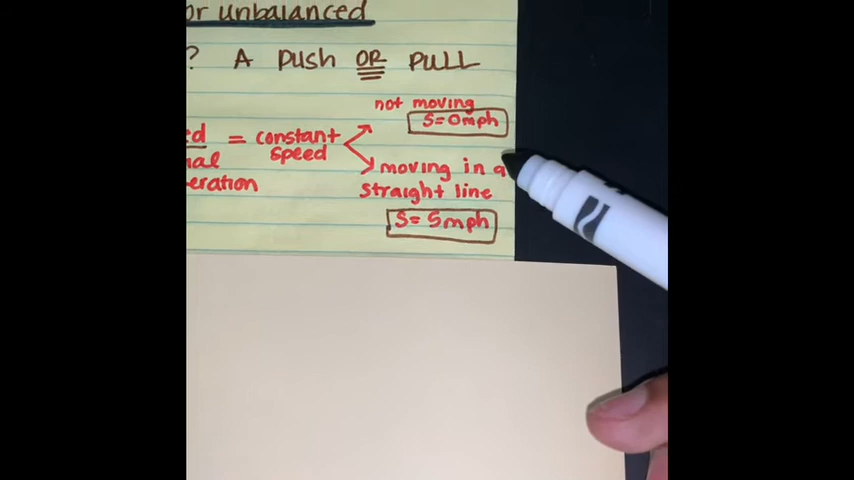 or unbalanced
? A push OR PULL
not moving
S=0mph
ed = constant speed
nal
eration
moving in a
straight line
S= 5mph